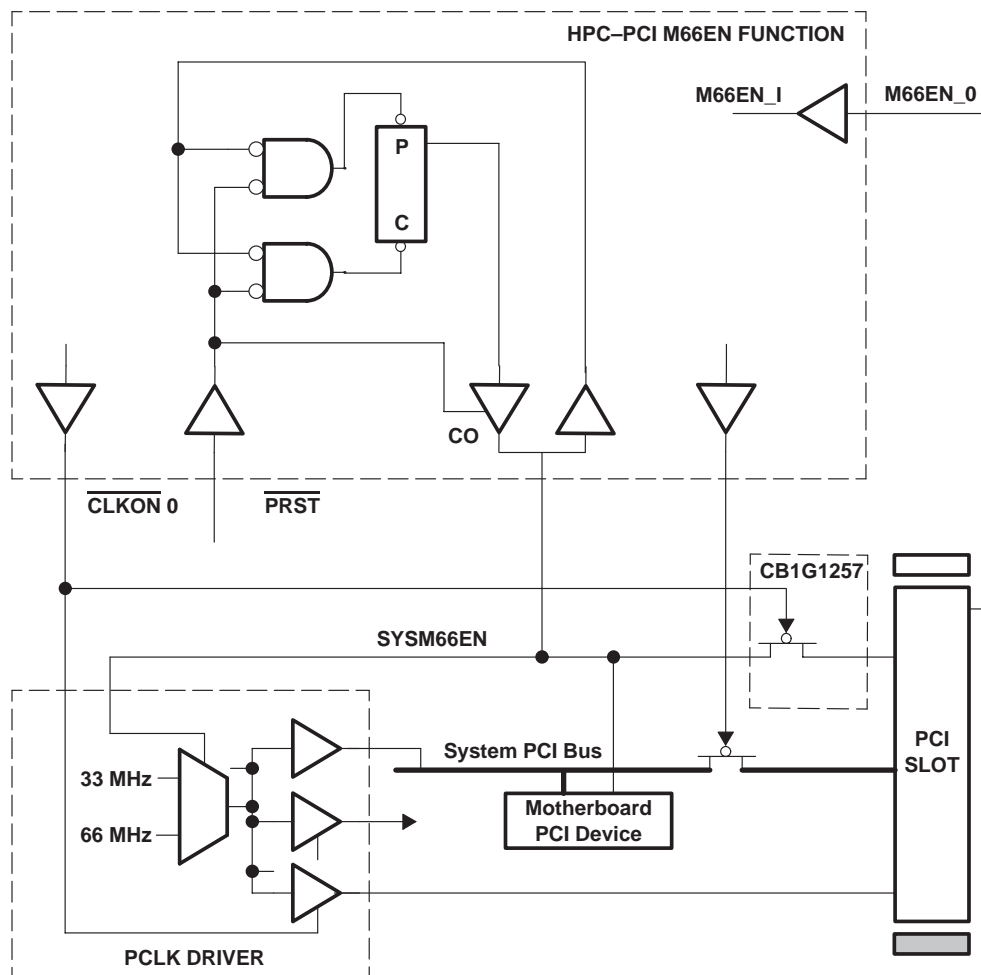 HPC–PCI M66EN FUNCTION
M66EN_I
M66EN_0
P
C
CO
CLKON 0
PRST
CB1G1257
SYSM66EN
PCI
SLOT
System PCI Bus
33 MHz
66 MHz
Motherboard
PCI Device
PCLK DRIVER